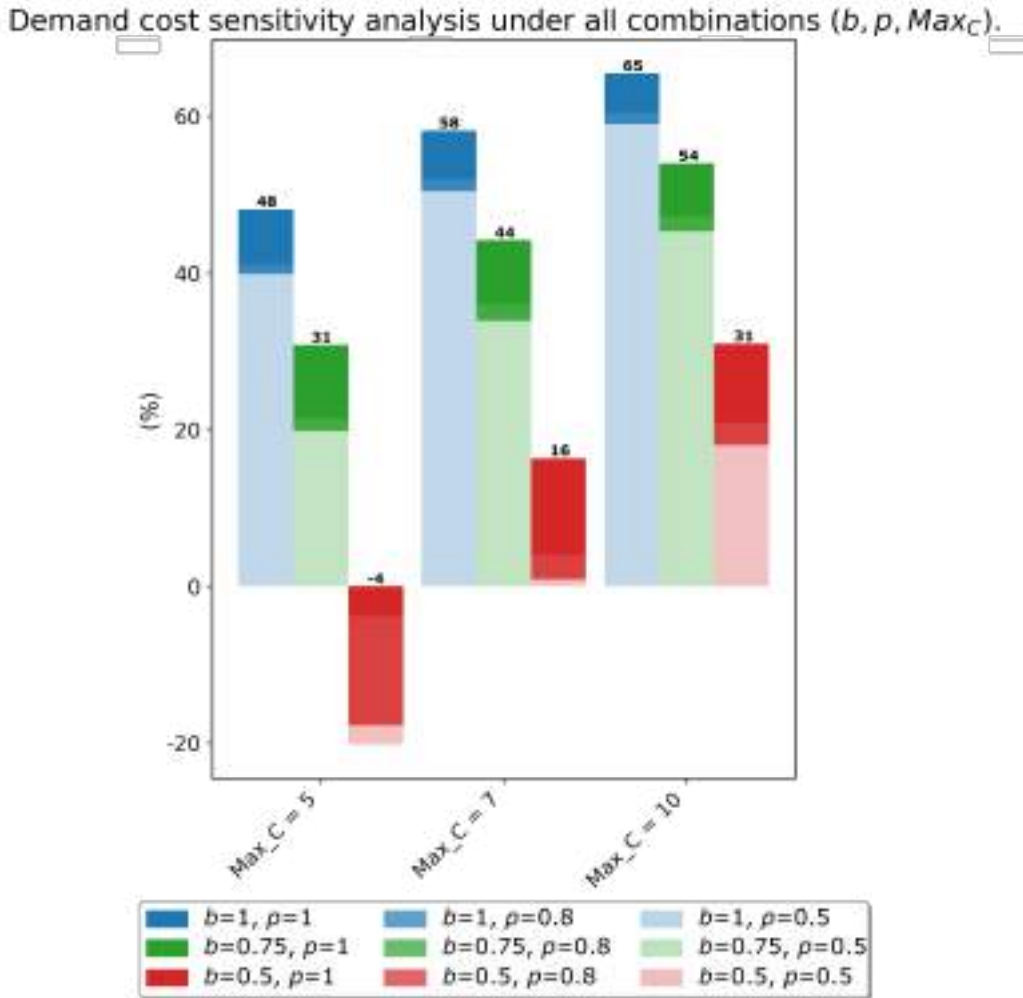 Demand cost sensitivity analysis under all combinations (b, p, Max_C).
65
60
58
54
48
44
40
(%)
31
31
20
16
0
-4
-20
Max_C = 5
Max_C = 7
Max_C = 10
b=1, p=1
b=1, p=0.8
b=1, p=0.5
b=0.75, p=1
b=0.75, p=0.8
b=0.75, p=0.5
b=0.5, p=1
b=0.5, p=0.8
b=0.5, p=0.5